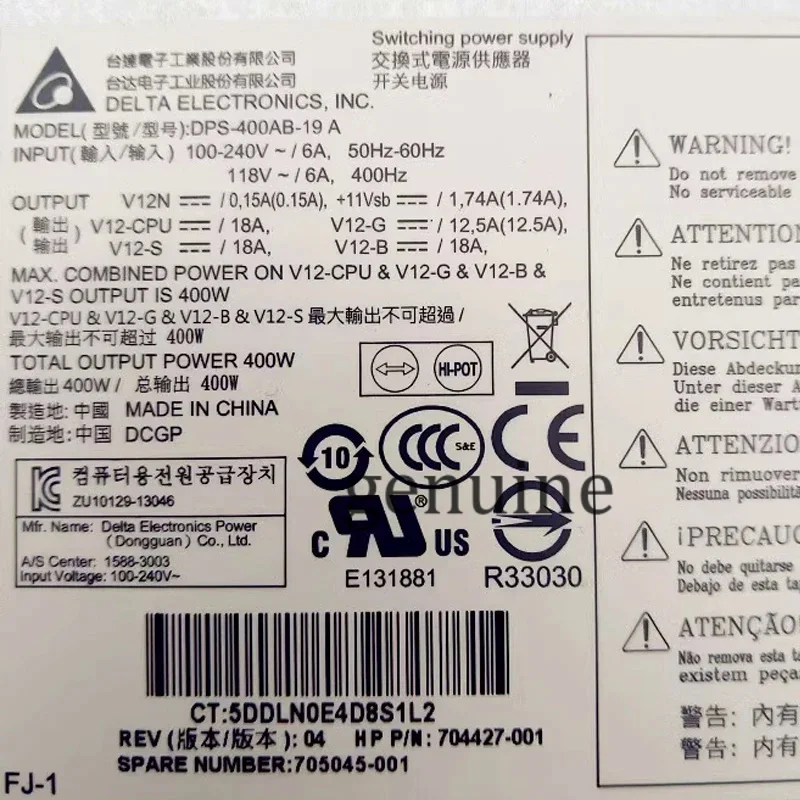 Switching power supply
台達電子工業股份有限公司 交換式電源供應器
台达电子工业股份有限公司 开关电源
DELTA ELECTRONICS, INC.
MODEL(型號/型号):DPS-400AB-19 A
INPUT(輸入/输入) 100-240V ~ / 6A, 50Hz-60Hz
118V ~ / 6A, 400Hz
OUTPUT V12N ⎓ / 0,15A(0.15A), +11Vsb ⎓ / 1,74A(1.74A),
(輸出/输出) V12-CPU ⎓ / 18A, V12-G ⎓ / 12,5A(12.5A),
V12-S ⎓ / 18A, V12-B ⎓ / 18A,
MAX. COMBINED POWER ON V12-CPU & V12-G & V12-B &
V12-S OUTPUT IS 400W
V12-CPU & V12-G & V12-B & V12-S 最大輸出不可超過 /
最大输出不可超过 400W
TOTAL OUTPUT POWER 400W
總輸出 400W / 总输出 400W
製造地: 中國 MADE IN CHINA
制造地: 中国 DCGP
HI-POT
10
CCC S&E
CE
컴퓨터용전원공급장치
ZU10129-13046
Mfr. Name: Delta Electronics Power
(Dongguan) Co., Ltd.
A/S Center: 1588-3003
Input Voltage: 100-240V~
genuine
c RU ® US
E131881
R33030
CT:5DDLN0E4D8S1L2
REV (版本/版本): 04 HP P/N: 704427-001
SPARE NUMBER:705045-001
FJ-1
WARNING!
Do not remove
No serviceable
ATTENTION
Ne retirez pas
Ne contient pa
entretenus par
VORSICHT
Diese Abdeckun
Unter dieser A
die einer Wart
ATTENZIO
Non rimuover
Nessuna possibilità
¡PRECAUC
No debe quitarse
Debajo de esta ta
ATENÇÃO
Não remova esta ta
existem peças
警告: 內有
警告: 内有